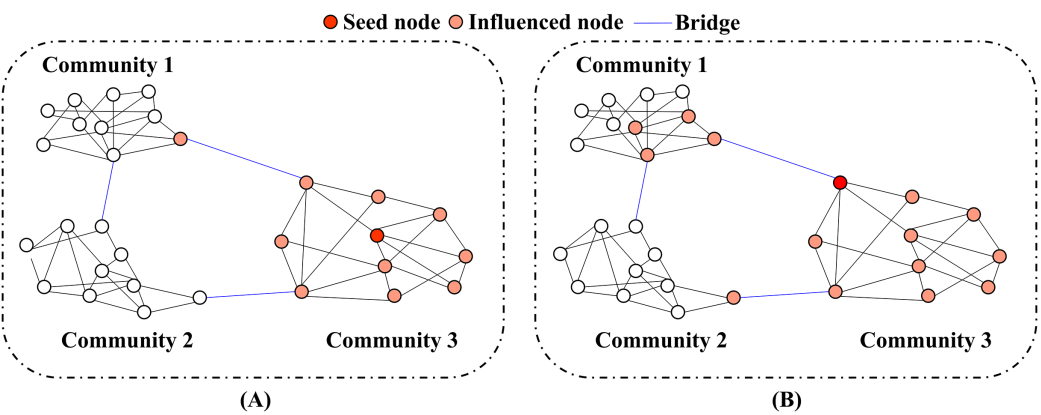 Seed node Influenced node Bridge
Community 1 Community 1
Community 2 Community 3 Community 2 Community 3
(A) (B)